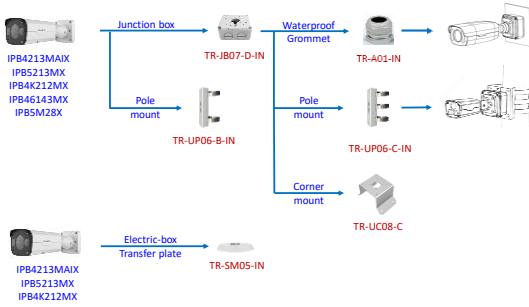 Junction box
Waterproof
Grommet
IPB4213MAIX
IPB5213MX
IPB4K212MX
IPB46143MX
IPB5M28X
TR-JB07-D-IN
TR-A01-IN
Pole
mount
TR-UP06-B-IN
Pole
mount
TR-UP06-C-IN
Corner
mount
TR-UC08-C
Electric-box
Transfer plate
TR-SM05-IN
IPB4213MAIX
IPB5213MX
IPB4K212MX